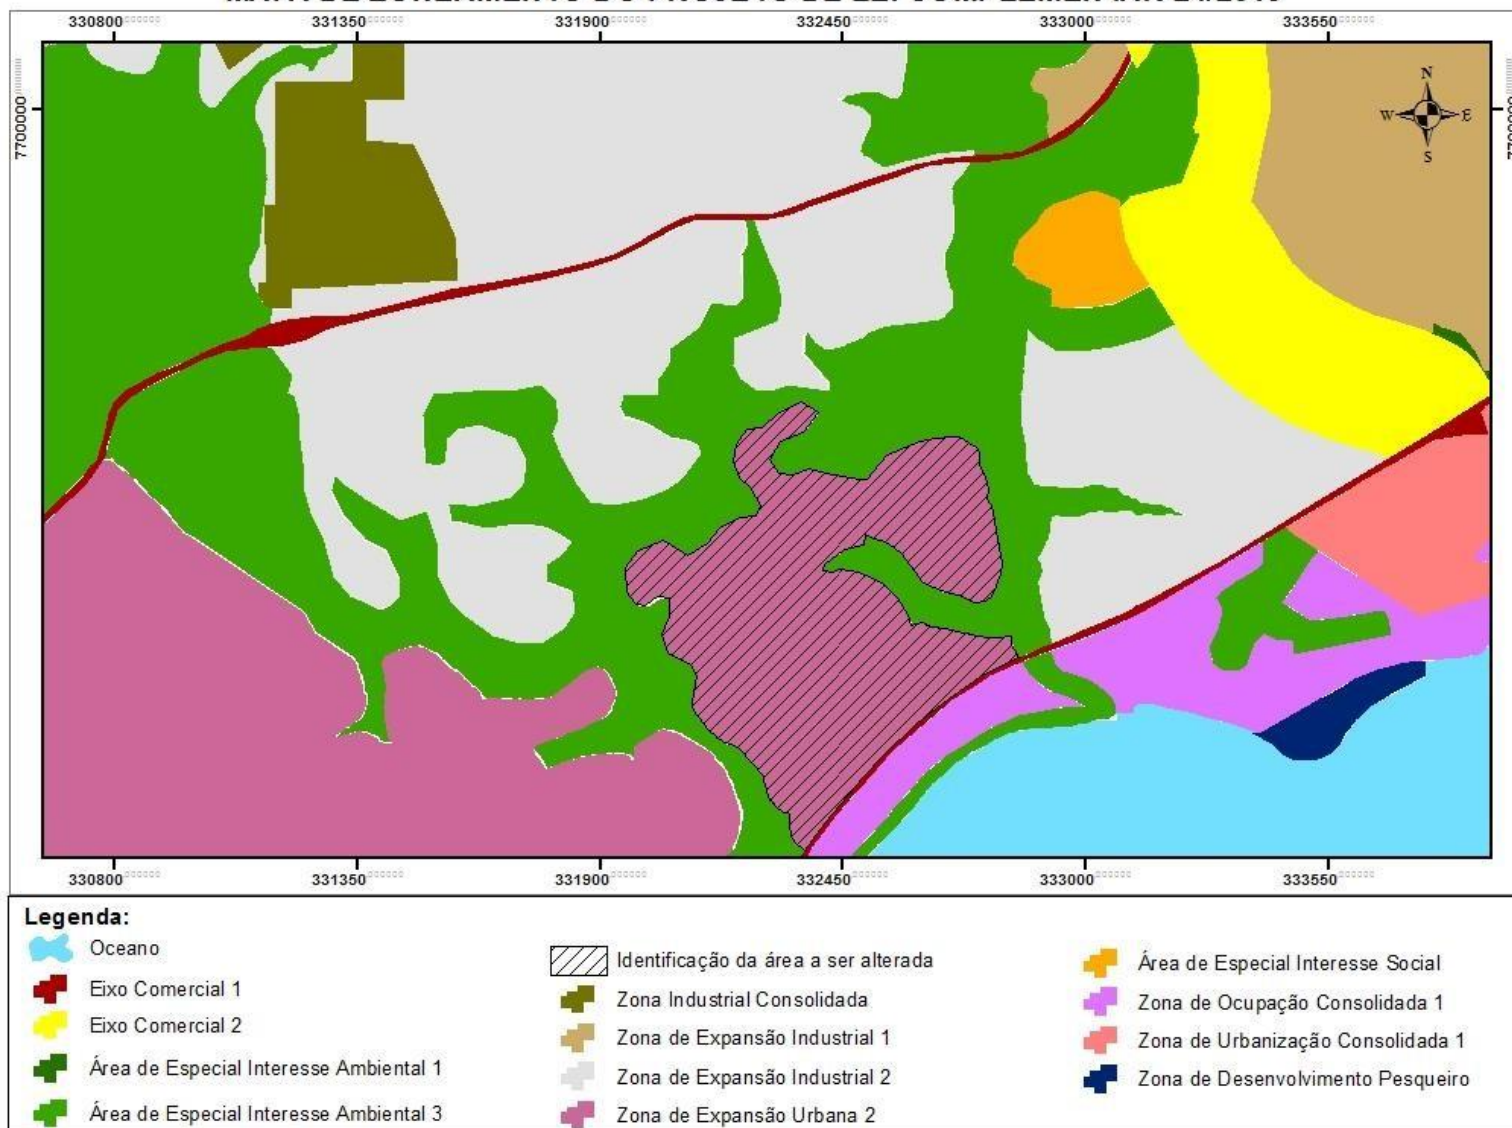 330800 331350 331900 332450 333000 333550
7700000
N
W E
S
330800 331350 331900 332450 333000 333550
Legenda:
Oceano
Eixo Comercial 1
Eixo Comercial 2
Área de Especial Interesse Ambiental 1
Área de Especial Interesse Ambiental 3
Identificação da área a ser alterada
Zona Industrial Consolidada
Zona de Expansão Industrial 1
Zona de Expansão Industrial 2
Zona de Expansão Urbana 2
Área de Especial Interesse Social
Zona de Ocupação Consolidada 1
Zona de Urbanização Consolidada 1
Zona de Desenvolvimento Pesqueiro